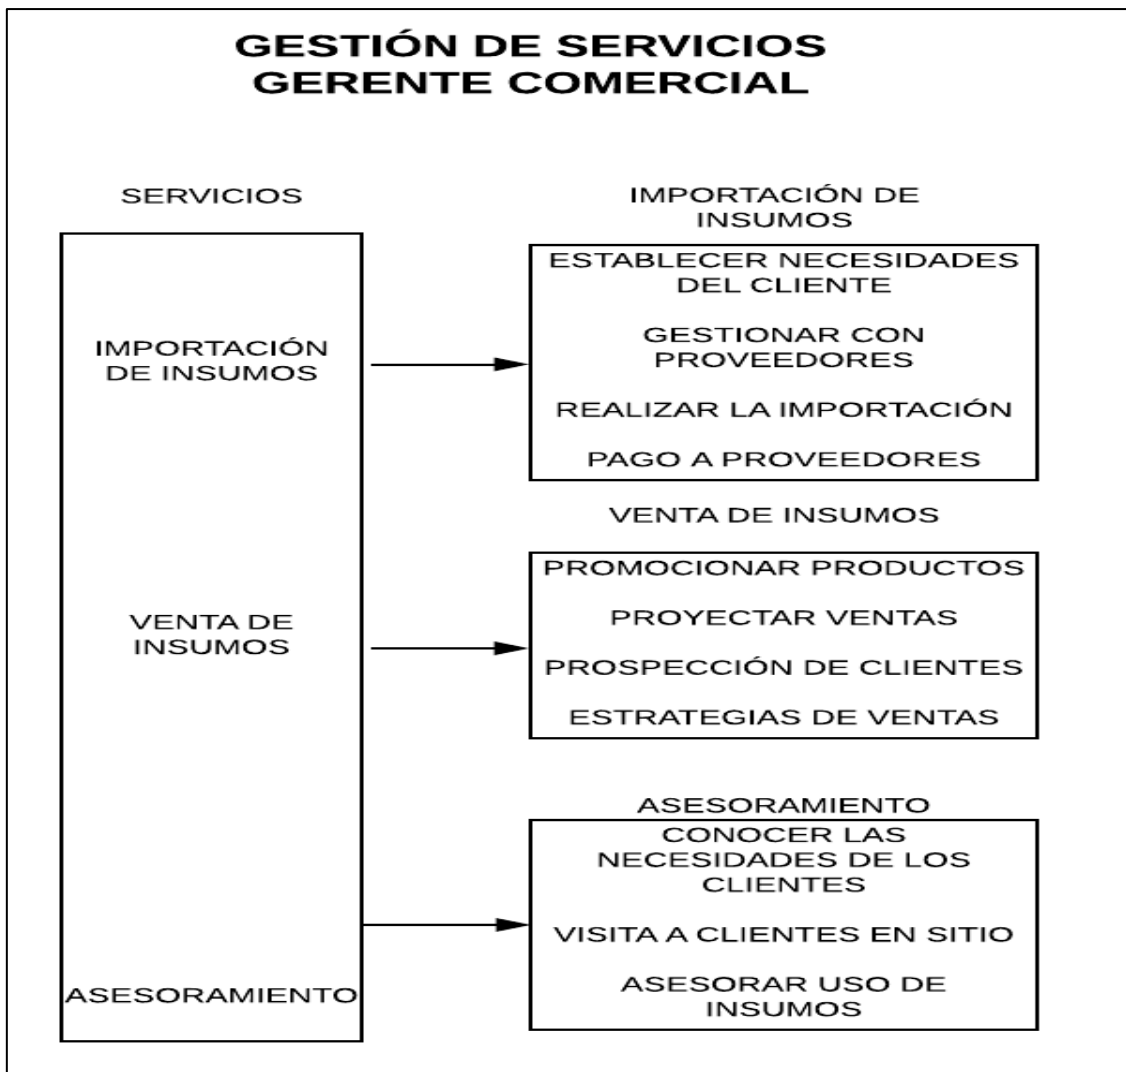 GESTIÓN DE SERVICIOS
GERENTE COMERCIAL
SERVICIOS
IMPORTACIÓN
DE INSUMOS
VENTA DE
INSUMOS
ASESORAMIENTO
IMPORTACIÓN DE
INSUMOS
ESTABLECER NECESIDADES
DEL CLIENTE
GESTIONAR CON
PROVEEDORES
REALIZAR LA IMPORTACIÓN
PAGO A PROVEEDORES
VENTA DE INSUMOS
PROMOCIONAR PRODUCTOS
PROYECTAR VENTAS
PROSPECCIÓN DE CLIENTES
ESTRATEGIAS DE VENTAS
ASESORAMIENTO
CONOCER LAS
NECESIDADES DE LOS
CLIENTES
VISITA A CLIENTES EN SITIO
ASESORAR USO DE
INSUMOS